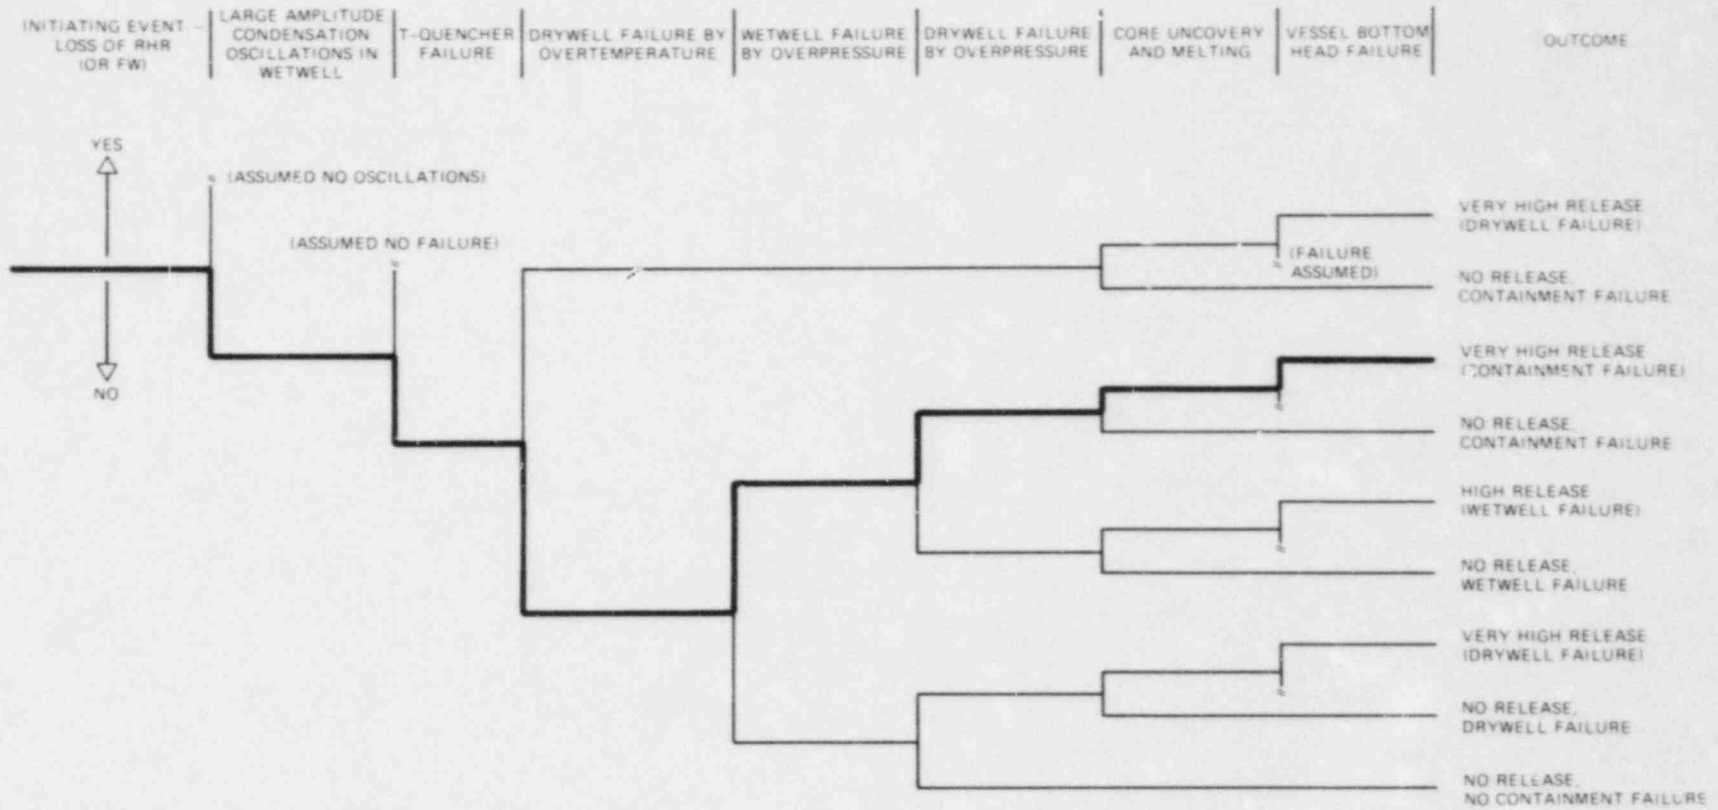 INITIATING EVENT –
LOSS OF RHR
(OR FW)
LARGE AMPLITUDE
CONDENSATION
OSCILLATIONS IN
WETWELL
T-QUENCHER
FAILURE
DRYWELL FAILURE BY
OVERTEMPERATURE
WETWELL FAILURE
BY OVERPRESSURE
DRYWELL FAILURE
BY OVERPRESSURE
CORE UNCOVERY
AND MELTING
VESSEL BOTTOM
HEAD FAILURE
OUTCOME
YES
NO
(ASSUMED NO OSCILLATIONS)
(ASSUMED NO FAILURE)
(FAILURE
ASSUMED)
VERY HIGH RELEASE
(DRYWELL FAILURE)
NO RELEASE,
CONTAINMENT FAILURE
VERY HIGH RELEASE
(CONTAINMENT FAILURE)
NO RELEASE,
CONTAINMENT FAILURE
HIGH RELEASE
(WETWELL FAILURE)
NO RELEASE,
WETWELL FAILURE
VERY HIGH RELEASE
(DRYWELL FAILURE)
NO RELEASE,
DRYWELL FAILURE
NO RELEASE,
NO CONTAINMENT FAILURE